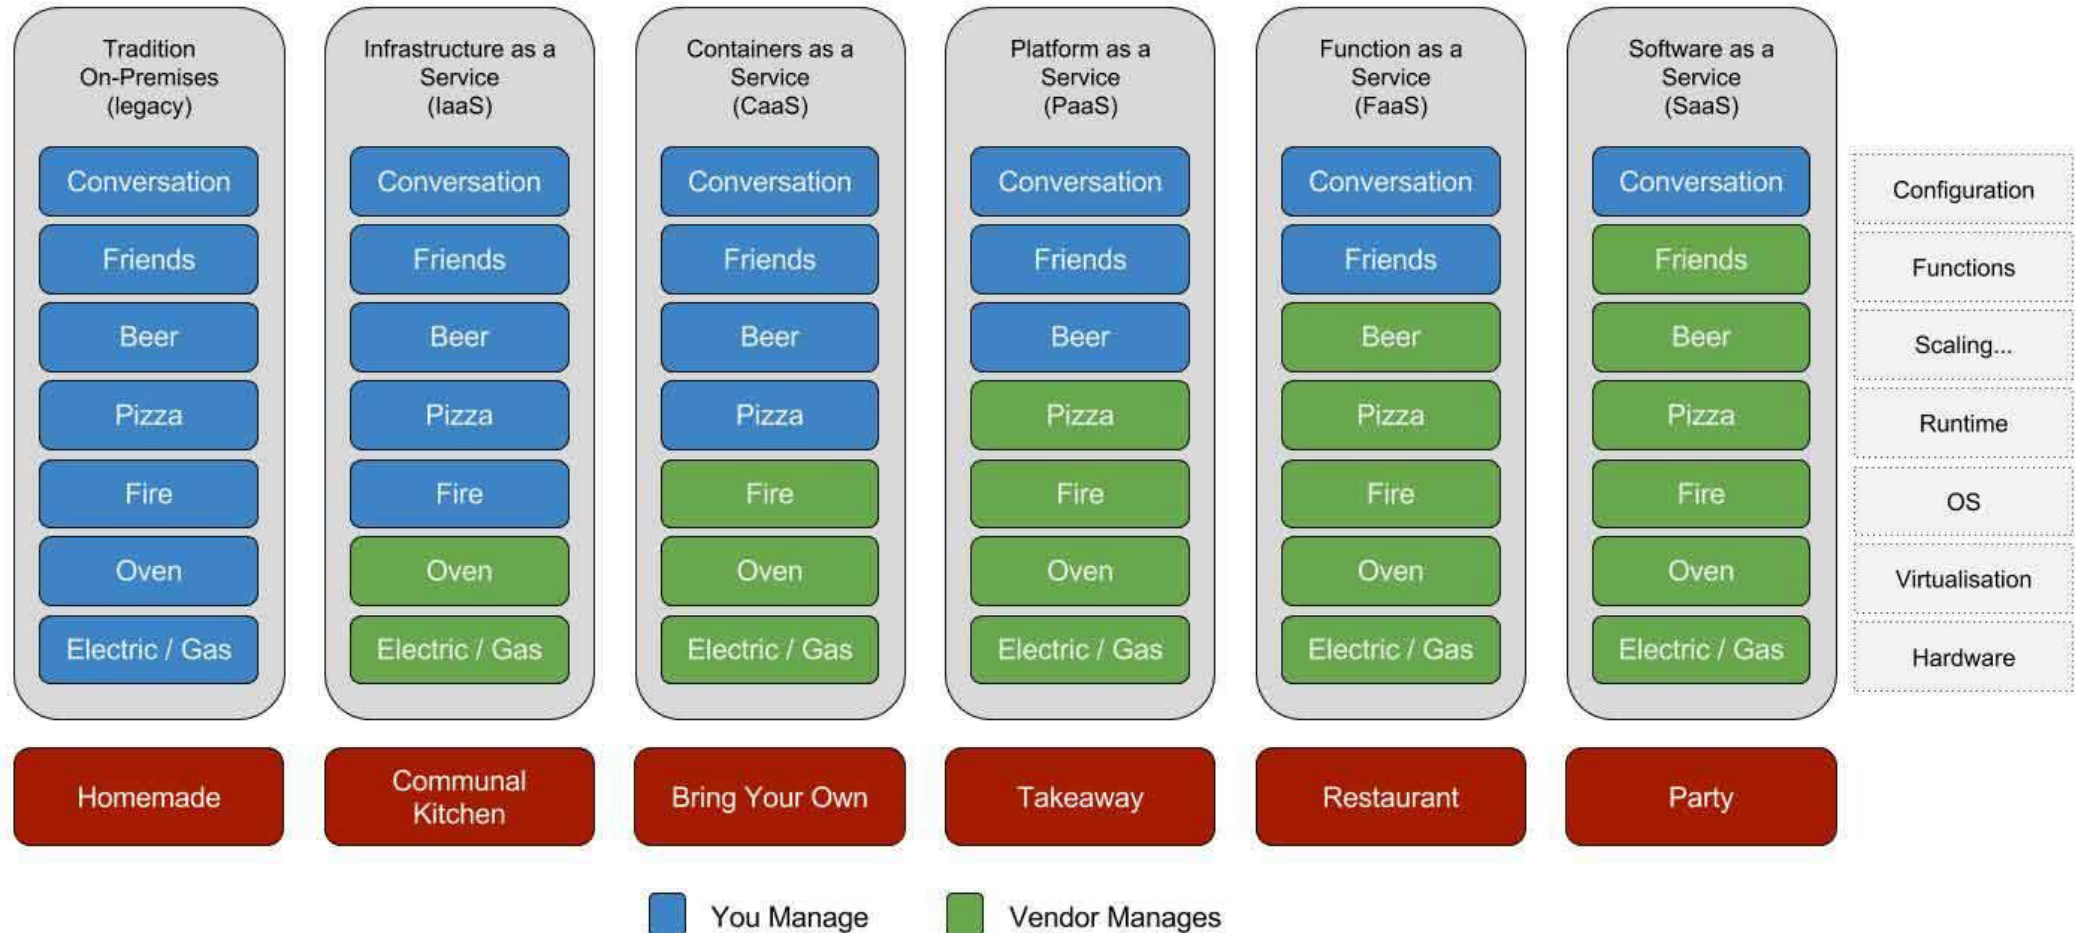 Tradition
On-Premises
(legacy)
Conversation
Friends
Beer
Pizza
Fire
Oven
Electric / Gas
Homemade
Infrastructure as a
Service
(IaaS)
Conversation
Friends
Beer
Pizza
Fire
Oven
Electric / Gas
Communal
Kitchen
Containers as a
Service
(CaaS)
Conversation
Friends
Beer
Pizza
Fire
Oven
Electric / Gas
Bring Your Own
Platform as a
Service
(PaaS)
Conversation
Friends
Beer
Pizza
Fire
Oven
Electric / Gas
Takeaway
Function as a
Service
(FaaS)
Conversation
Friends
Beer
Pizza
Fire
Oven
Electric / Gas
Restaurant
Software as a
Service
(SaaS)
Conversation
Friends
Beer
Pizza
Fire
Oven
Electric / Gas
Party
Configuration
Functions
Scaling...
Runtime
OS
Virtualisation
Hardware
You Manage
Vendor Manages